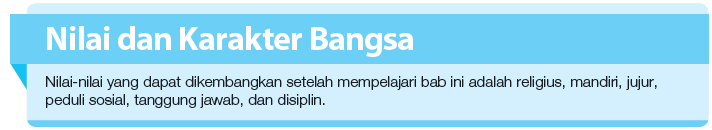 Nilai dan Karakter Bangsa
Nilai-nilai yang dapat dikembangkan setelah mempelajari bab ini adalah religius, mandiri, jujur,
peduli sosial, tanggung jawab, dan disiplin.